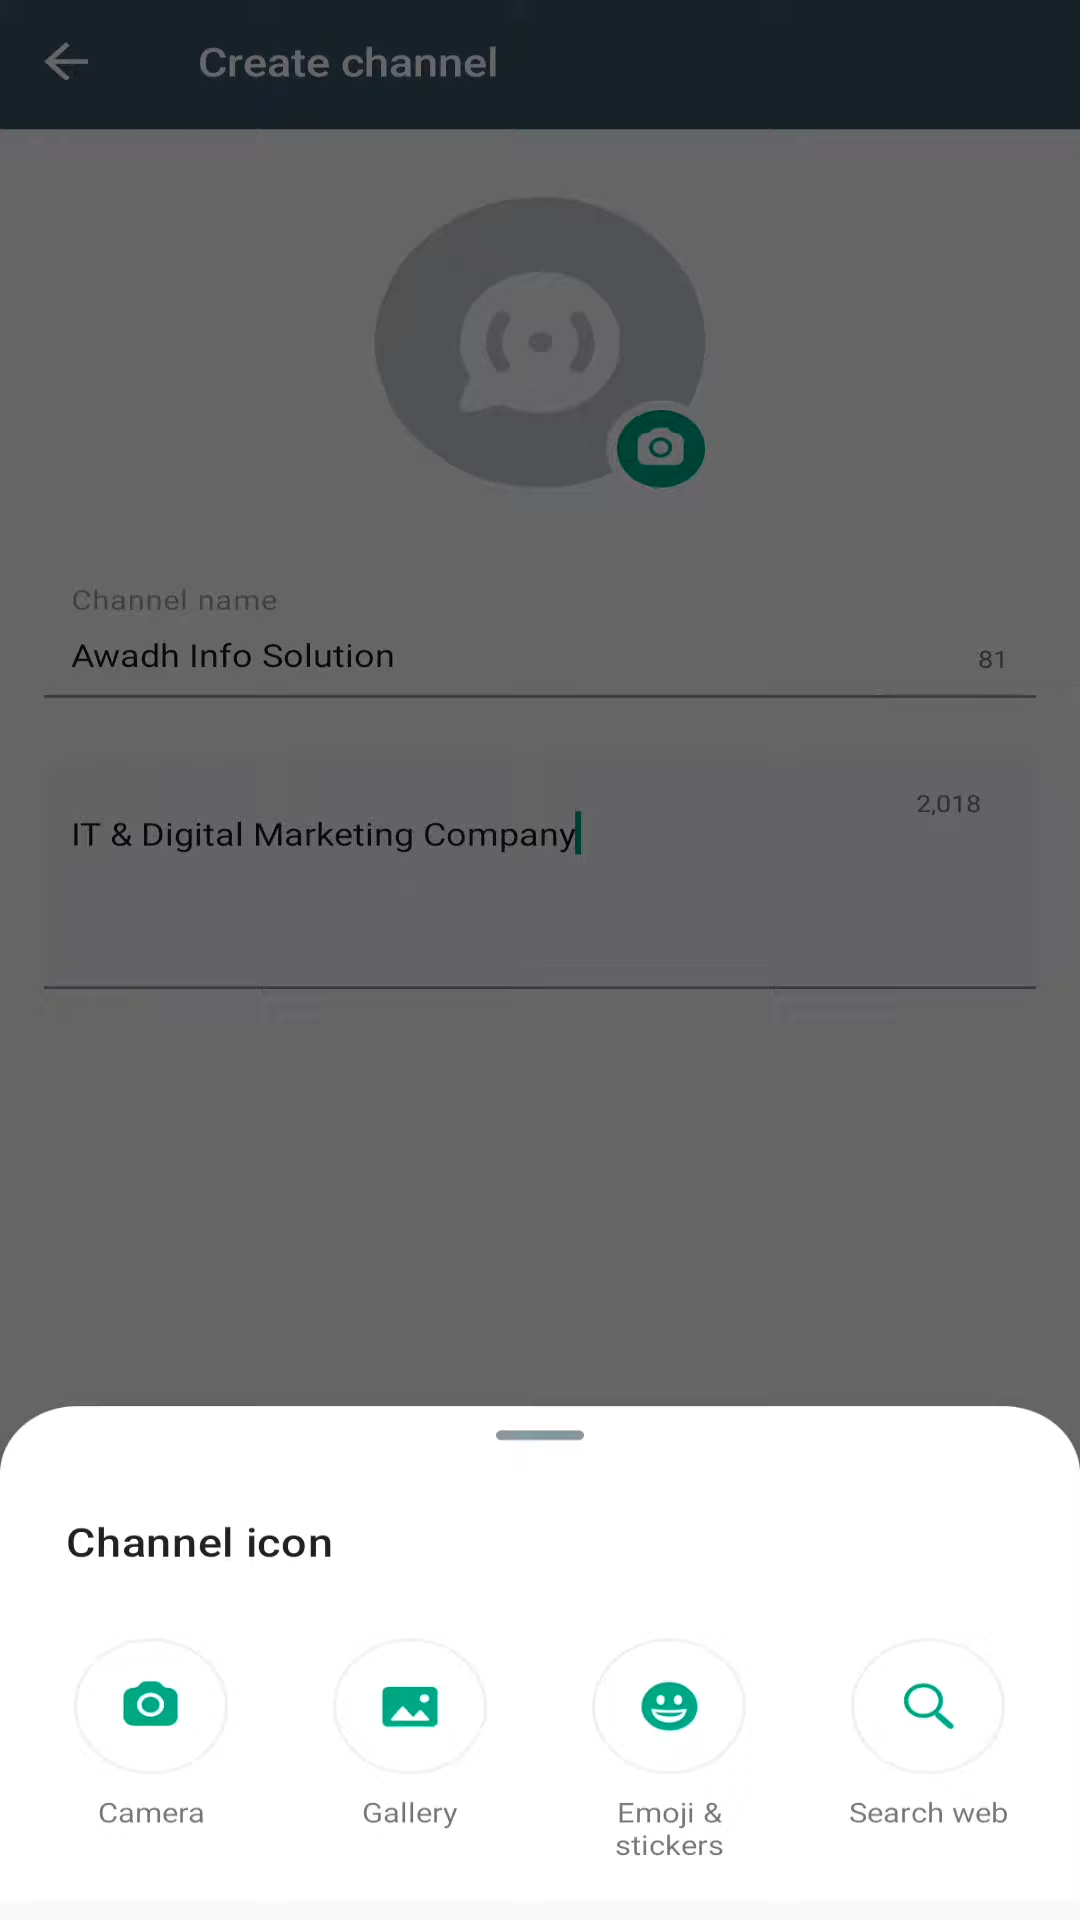 Create channel
Channel name
Awadh Info Solution
81
2,018
IT & Digital Marketing Company
Channel icon
Camera
Gallery
Emoji &
stickers
Search web